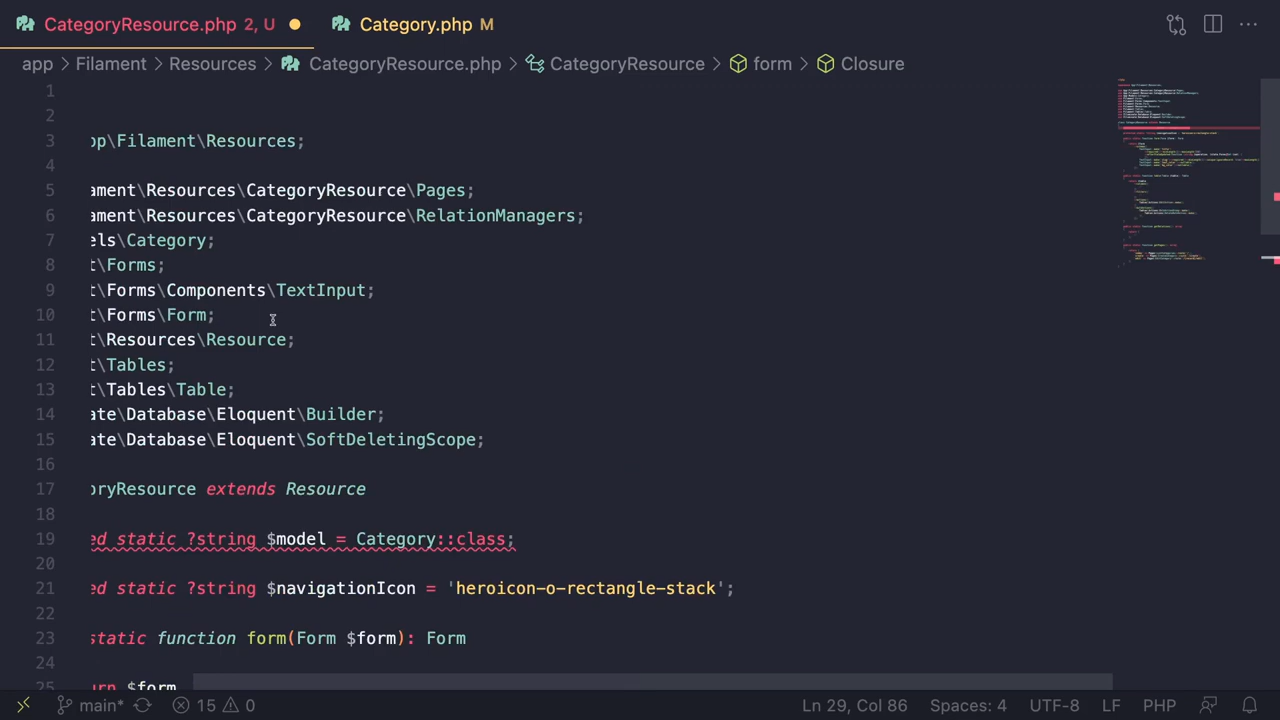 CategoryResource.php 2, U
Category.php M
app > Filament > Resources > CategoryResource.php > CategoryResource > form > Closure
1
2
3 pp\Filament\Resources;
4
5 ament\Resources\CategoryResource\Pages;
6 ament\Resources\CategoryResource\RelationManagers;
7 els\Category;
8 t\Forms;
9 t\Forms\Components\TextInput;
10 t\Forms\Form;
11 t\Resources\Resource;
12 t\Tables;
13 t\Tables\Table;
14 ate\Database\Eloquent\Builder;
15 ate\Database\Eloquent\SoftDeletingScope;
16
17 oryResource extends Resource
18
19 ed static ?string $model = Category::class;
20
21 ed static ?string $navigationIcon = 'heroicon-o-rectangle-stack';
22
23 static function form(Form $form): Form
24
25 urn $form
main* 15 0 Ln 29, Col 86 Spaces: 4 UTF-8 LF PHP